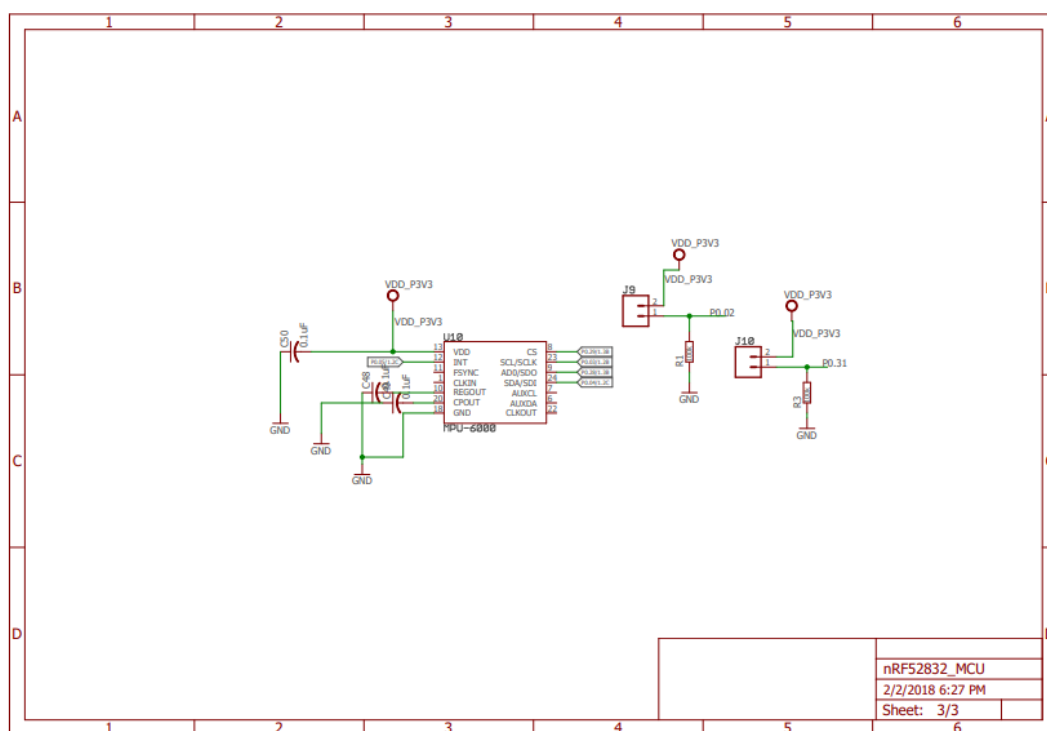 1 2 3 4 5 6
A
B
C
D
VDD_P3V3
VDD_P3V3
C50
0.1uF
GND
U10
13 VDD
12 INT
11 FSYNC
1 CLKIN
10 REGOUT
20 CPOUT
18 GND
CS 8
SCL/SCLK 23
AD0/SDO 9
SDA/SDI 24
AUXCL 7
AUXDA 6
CLKOUT 22
MPU-6000
C48
0.1uF
0.1uF
GND
GND
VDD_P3V3
VDD_P3V3
J9
2
1
P0.02
R1
GND
VDD_P3V3
VDD_P3V3
J10
2
1
P0.31
R3
GND
nRF52832_MCU
2/2/2018 6:27 PM
Sheet: 3/3
1 2 3 4 5 6